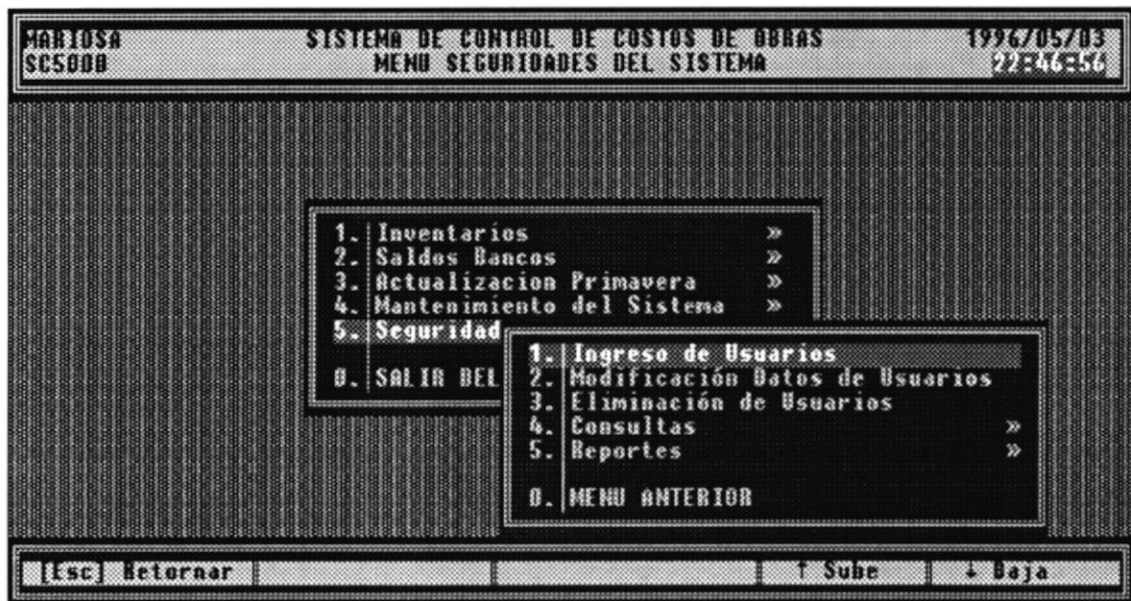 MARIOSA SISTEMA DE CONTROL DE COSTOS DE OBRAS 1996/05/03
SC5000 MENU SEGURIDADES DEL SISTEMA 22:46:56
1. Inventarios »
2. Saldos Bancos »
3. Actualizacion Primavera »
4. Mantenimiento del Sistema »
5. Seguridad
0. SALIR DEL
1. Ingreso de Usuarios
2. Modificación Datos de Usuarios
3. Eliminación de Usuarios
4. Consultas »
5. Reportes »
0. MENU ANTERIOR
[Esc] Retornar ↑ Sube ↓ Baja